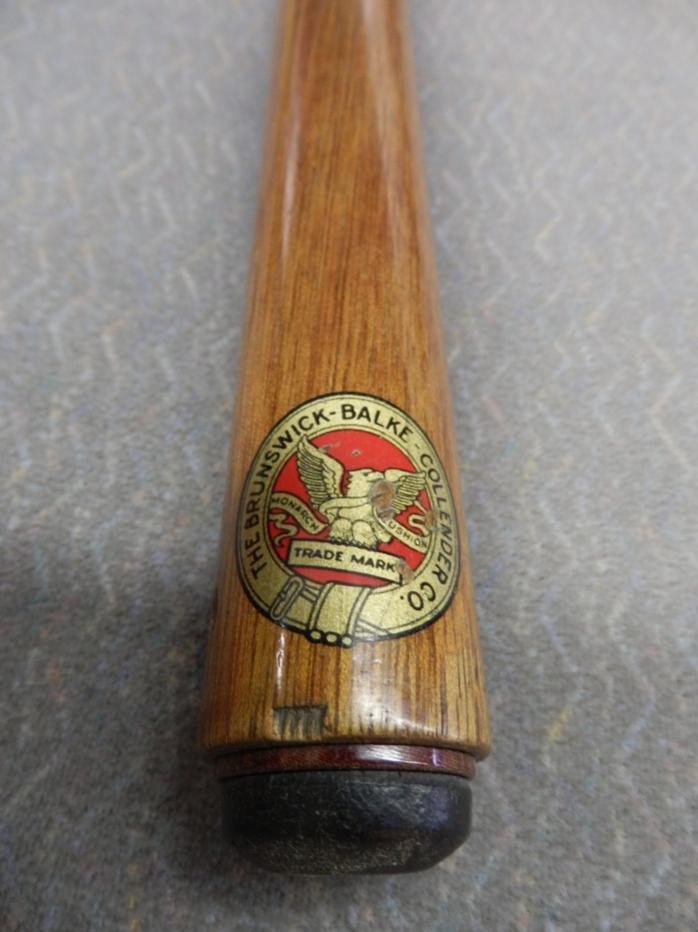 THE BRUNSWICK-BALKE-COLLENDER CO.
MONARCH
CUSHION
TRADE MARK